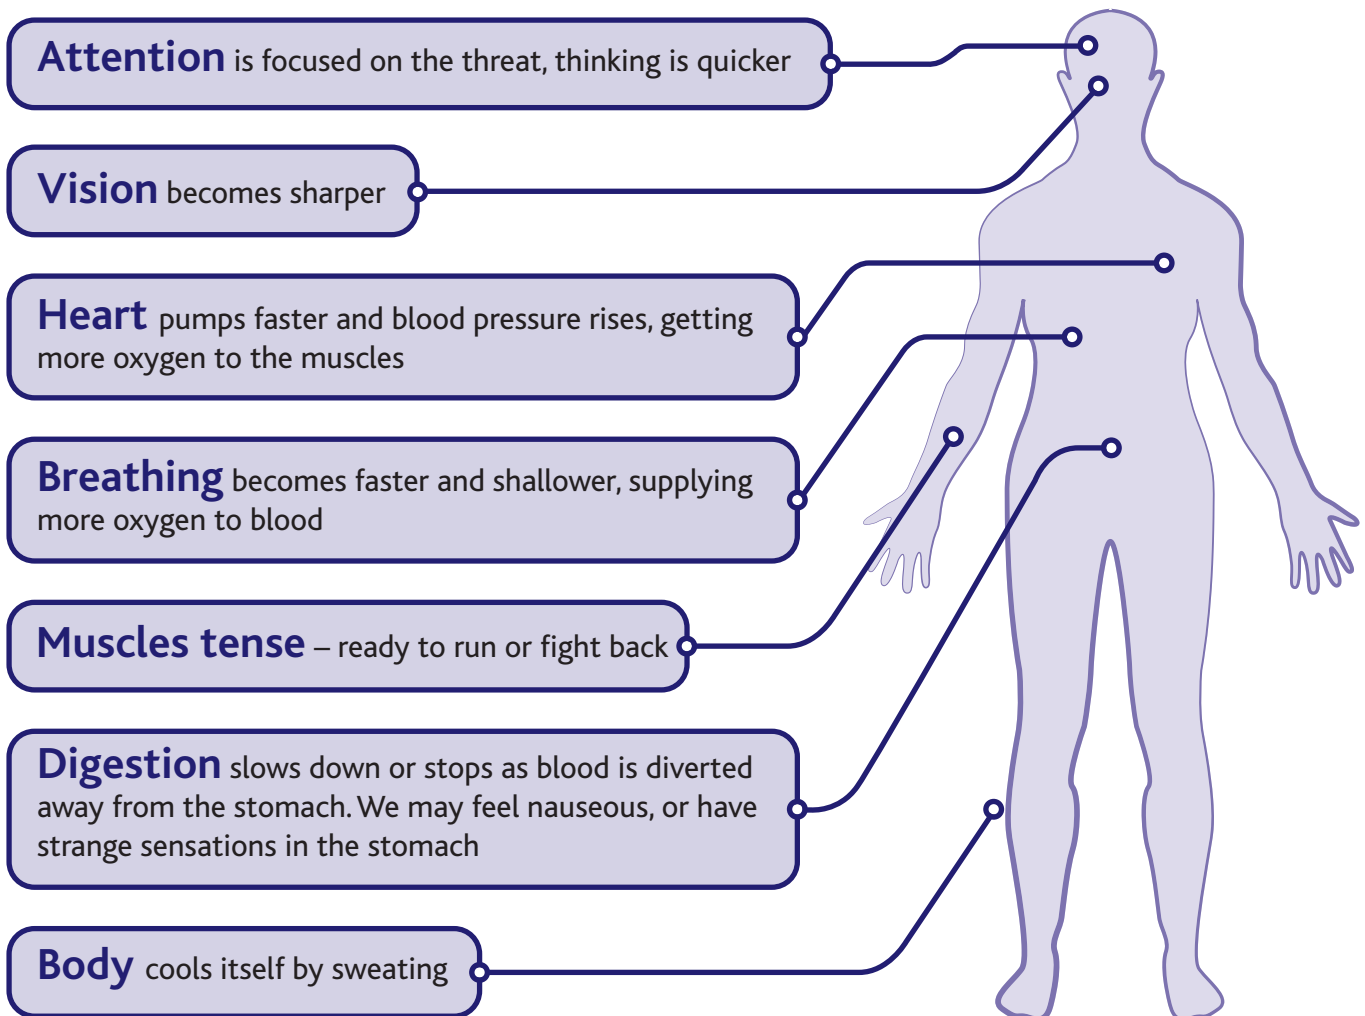 Attention is focused on the threat, thinking is quicker
Vision becomes sharper
Heart pumps faster and blood pressure rises, getting
more oxygen to the muscles
Breathing becomes faster and shallower, supplying
more oxygen to blood
Muscles tense – ready to run or fight back
Digestion slows down or stops as blood is diverted
away from the stomach. We may feel nauseous, or have
strange sensations in the stomach
Body cools itself by sweating